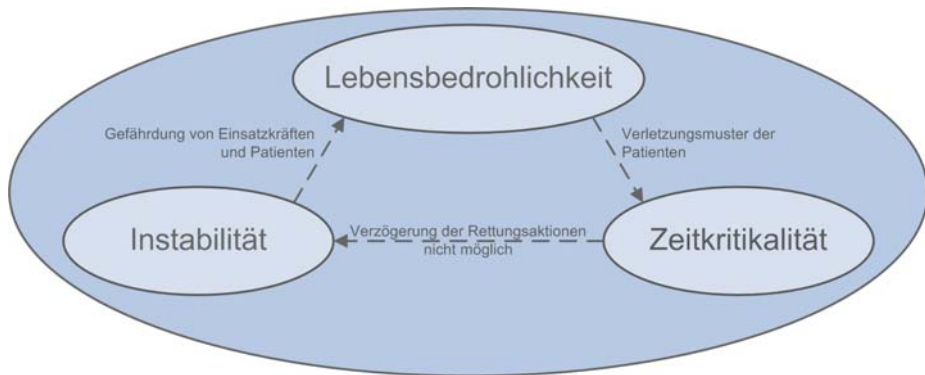 Lebensbedrohlichkeit
Gefährdung von Einsatzkräften
und Patienten
Verletzungsmuster der
Patienten
Instabilität
Verzögerung der Rettungsaktionen
nicht möglich
Zeitkritikalität